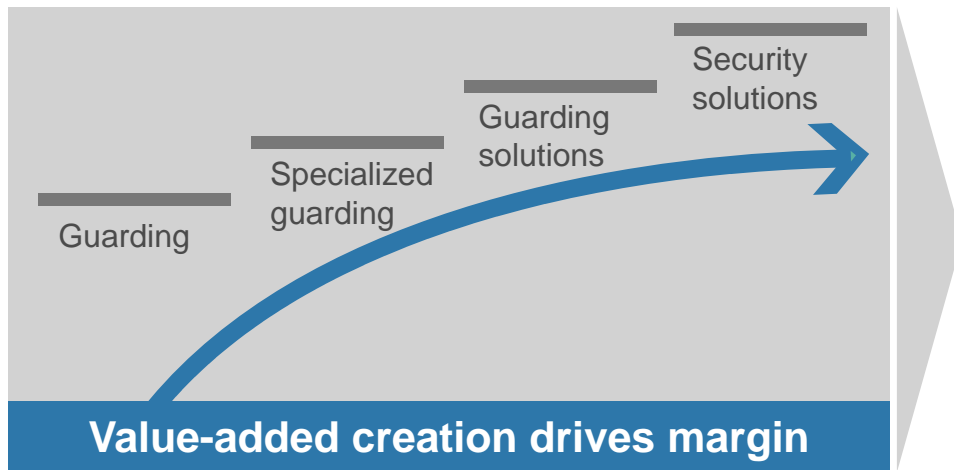 Guarding
Specialized
guarding
Guarding
solutions
Security
solutions
Value-added creation drives margin